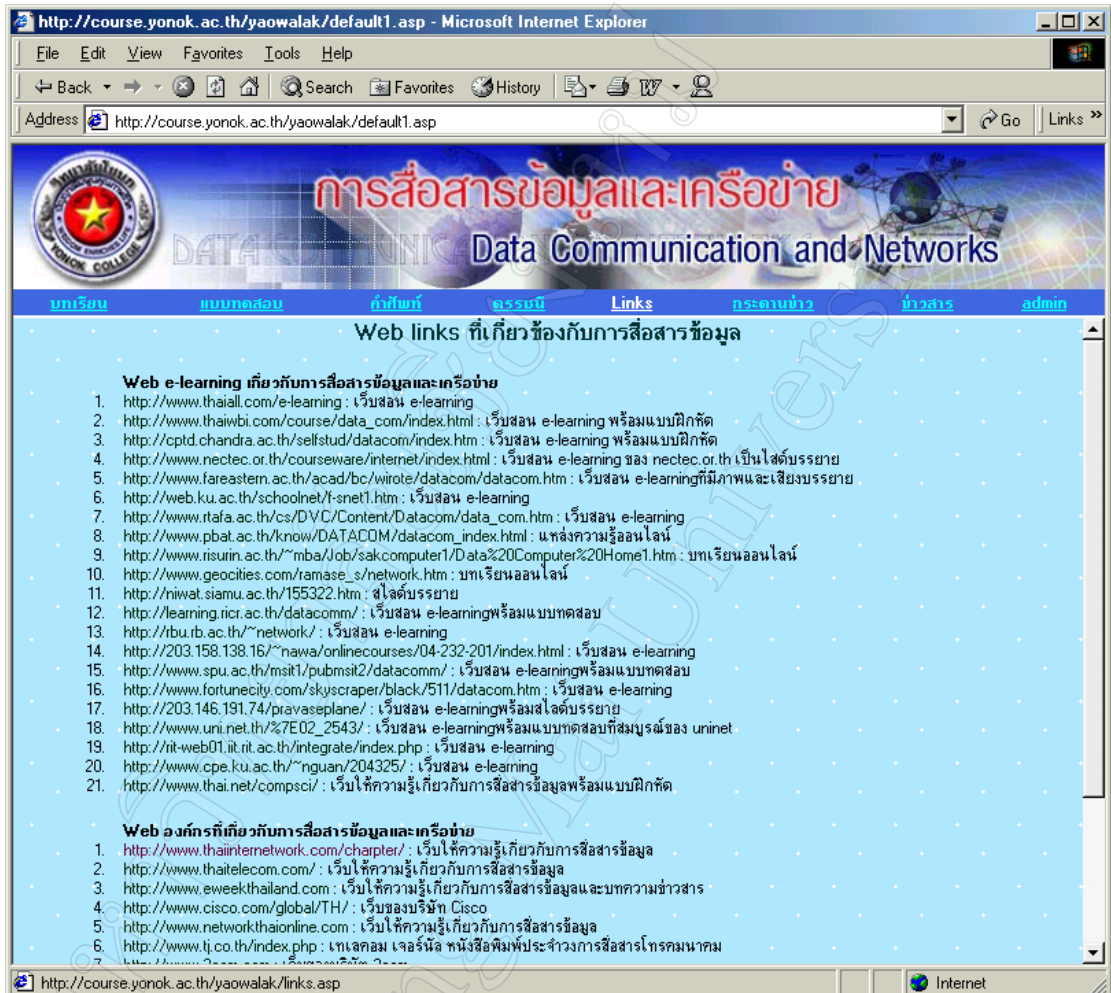 http://course.yonok.ac.th/yaowalak/default1.asp - Microsoft Internet Explorer
File Edit View Favorites Tools Help
Back Search Favorites History
Address http://course.yonok.ac.th/yaowalak/default1.asp Go Links »
วิทยาลัยโยนก
YONOK COLLEGE
การสื่อสารข้อมูลและเครือข่าย
Data Communication and Networks
บทเรียน แบบทดสอบ คำศัพท์ ดรรชนี Links กระดานข่าว ข่าวสาร admin
Web links ที่เกี่ยวข้องกับการสื่อสารข้อมูล
Web e-learning เกี่ยวกับการสื่อสารข้อมูลและเครือข่าย
1. http://www.thaiall.com/e-learning : เว็บสอน e-learning
2. http://www.thaiwbi.com/course/data_com/index.html : เว็บสอน e-learning พร้อมแบบฝึกหัด
3. http://cptd.chandra.ac.th/selfstud/datacom/index.htm : เว็บสอน e-learning พร้อมแบบฝึกหัด
4. http://www.nectec.or.th/courseware/internet/index.html : เว็บสอน e-learning ของ nectec.or.th เป็นไสด์บรรยาย
5. http://www.fareastern.ac.th/acad/bc/wirote/datacom/datacom.htm : เว็บสอน e-learningที่มีภาพและเสียงบรรยาย
6. http://web.ku.ac.th/schoolnet/f-snet1.htm : เว็บสอน e-learning
7. http://www.rtafa.ac.th/cs/DVC/Content/Datacom/data_com.htm : เว็บสอน e-learning
8. http://www.pbat.ac.th/know/DATACOM/datacom_index.html : แหล่งความรู้ออนไลน์
9. http://www.risurin.ac.th/~mba/Job/sakcomputer1/Data%20Computer%20Home1.htm : บทเรียนออนไลน์
10. http://www.geocities.com/ramase_s/network.htm : บทเรียนออนไลน์
11. http://niwat.siamu.ac.th/155322.htm : สไลด์บรรยาย
12. http://learning.ricr.ac.th/datacomm/ : เว็บสอน e-learningพร้อมแบบทดสอบ
13. http://rbu.rb.ac.th/~network/ : เว็บสอน e-learning
14. http://203.158.138.16/~nawa/onlinecourses/04-232-201/index.html : เว็บสอน e-learning
15. http://www.spu.ac.th/msit1/pubmsit2/datacomm/ : เว็บสอน e-learningพร้อมแบบทดสอบ
16. http://www.fortunecity.com/skyscraper/black/511/datacom.htm : เว็บสอน e-learning
17. http://203.146.191.74/pravaseplane/ : เว็บสอน e-learningพร้อมสไลด์บรรยาย
18. http://www.uni.net.th/%7E02_2543/ : เว็บสอน e-learningพร้อมแบบทดสอบที่สมบูรณ์ของ uninet
19. http://rit-web01.iit.rit.ac.th/integrate/index.php : เว็บสอน e-learning
20. http://www.cpe.ku.ac.th/~nguan/204325/ : เว็บสอน e-learning
21. http://www.thai.net/compsci/ : เว็บให้ความรู้เกี่ยวกับการสื่อสารข้อมูลพร้อมแบบฝึกหัด
Web องค์กรที่เกี่ยวกับการสื่อสารข้อมูลและเครือข่าย
1. http://www.thaiinternetwork.com/charpter/ : เว็บให้ความรู้เกี่ยวกับการสื่อสารข้อมูล
2. http://www.thaitelecom.com/ : เว็บให้ความรู้เกี่ยวกับการสื่อสารข้อมูล
3. http://www.eweekthailand.com : เว็บให้ความรู้เกี่ยวกับการสื่อสารข้อมูลและบทความข่าวสาร
4. http://www.cisco.com/global/TH/ : เว็บของบริษัท Cisco
5. http://www.networkthaionline.com : เว็บให้ความรู้เกี่ยวกับการสื่อสารข้อมูล
6. http://www.tj.co.th/index.php : เทเลคอม เจอร์นัล หนังสือพิมพ์ประจำวงการสื่อสารโทรคมนาคม
http://course.yonok.ac.th/yaowalak/links.asp Internet